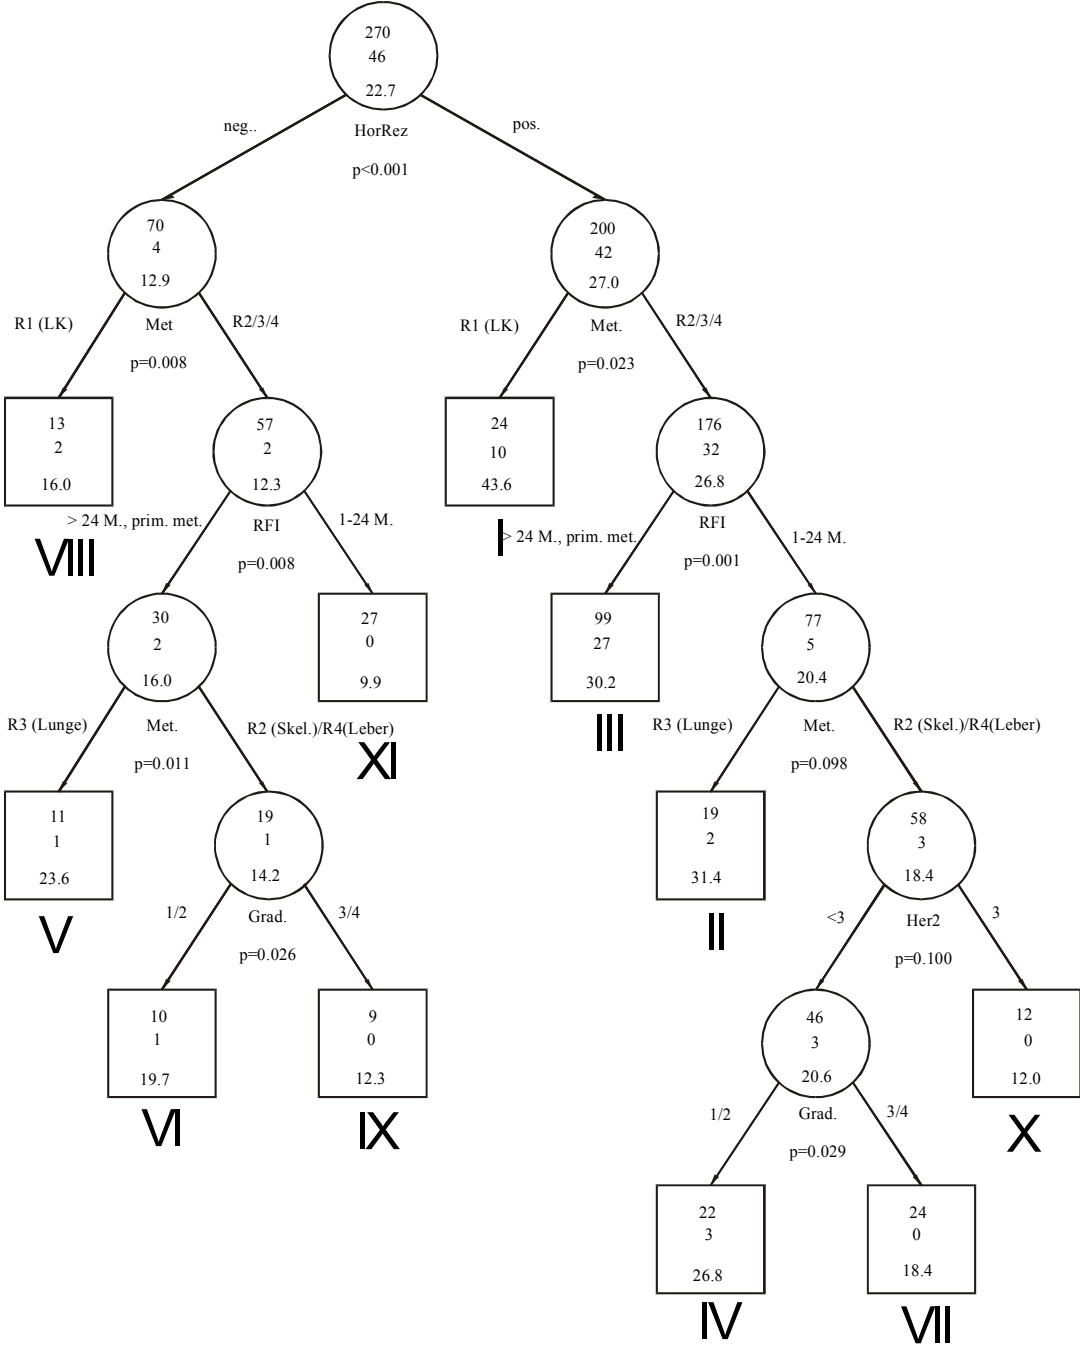 270
46
22.7
neg..
HorRez
pos.
p<0.001
70
4
12.9
200
42
27.0
R1 (LK)
Met
R2/3/4
p=0.008
R1 (LK)
Met.
R2/3/4
p=0.023
13
2
16.0
57
2
12.3
24
10
43.6
176
32
26.8
VIII
> 24 M., prim. met.
RFI
1-24 M.
p=0.008
I
> 24 M., prim. met.
RFI
1-24 M.
p=0.001
30
2
16.0
27
0
9.9
99
27
30.2
77
5
20.4
R3 (Lunge)
Met.
R2 (Skel.)/R4(Leber)
p=0.011
XI
III
R3 (Lunge)
Met.
R2 (Skel.)/R4(Leber)
p=0.098
11
1
23.6
19
1
14.2
19
2
31.4
58
3
18.4
V
1/2
Grad.
3/4
p=0.026
II
<3
Her2
3
p=0.100
10
1
19.7
9
0
12.3
46
3
20.6
12
0
12.0
VI
IX
1/2
Grad.
3/4
p=0.029
X
22
3
26.8
24
0
18.4
IV
VII